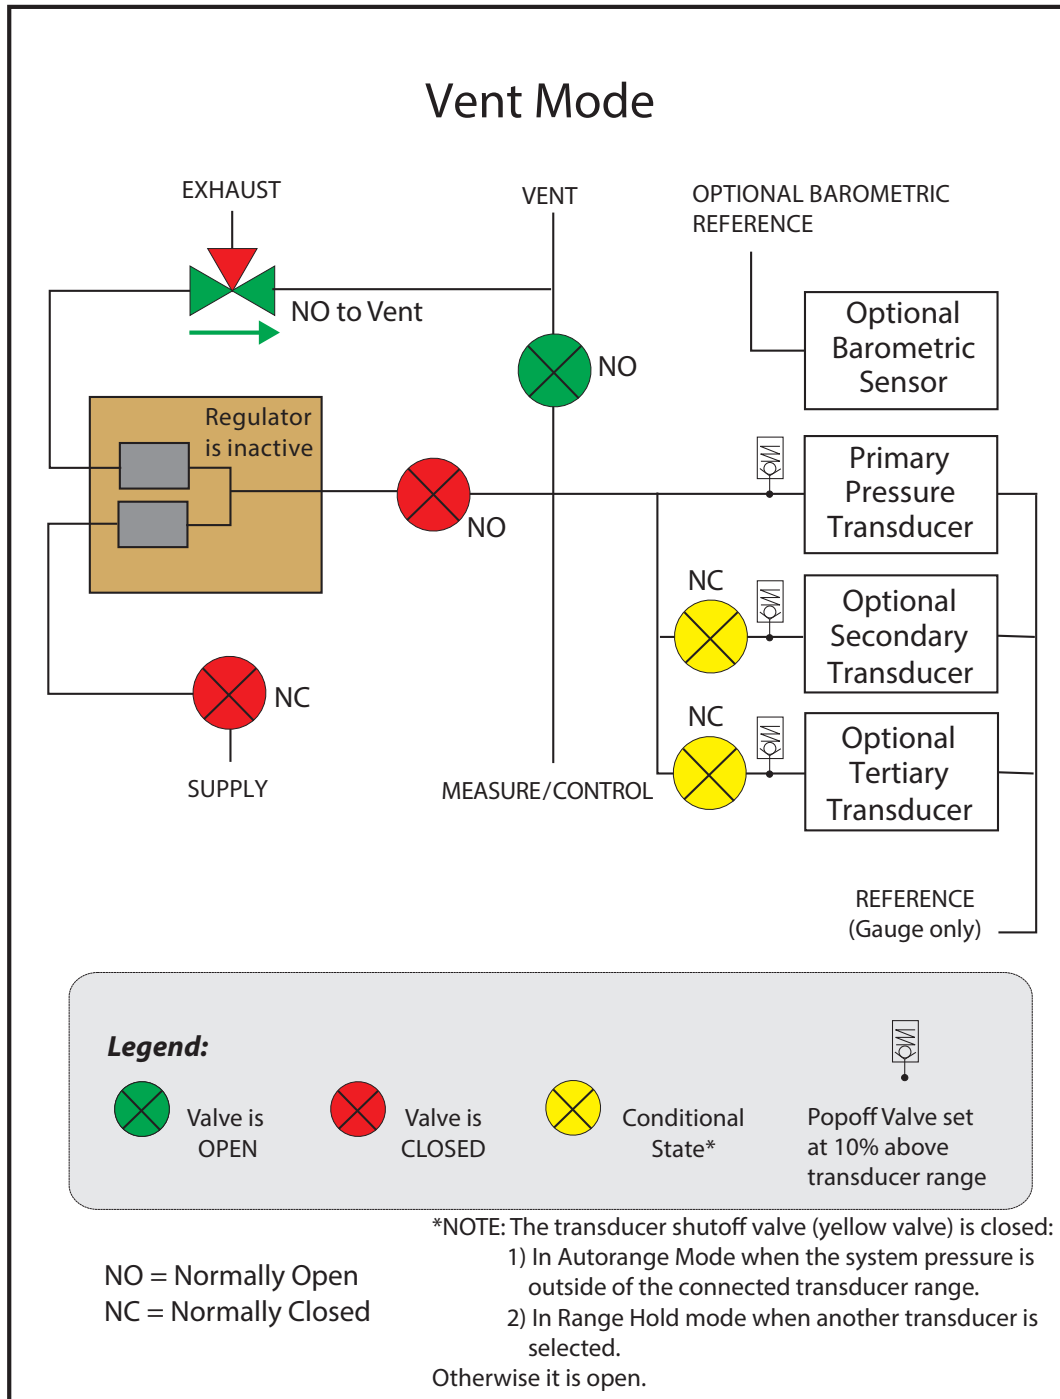 Vent Mode
EXHAUST
VENT
OPTIONAL BAROMETRIC
REFERENCE
NO to Vent
NO
Optional
Barometric
Sensor
Regulator
is inactive
NO
Primary
Pressure
Transducer
NC
Optional
Secondary
Transducer
NC
SUPPLY
NC
Optional
Tertiary
Transducer
MEASURE/CONTROL
REFERENCE
(Gauge only)
Legend:
Valve is
OPEN
Valve is
CLOSED
Conditional
State*
Popoff Valve set
at 10% above
transducer range
*NOTE: The transducer shutoff valve (yellow valve) is closed:
1) In Autorange Mode when the system pressure is
outside of the connected transducer range.
2) In Range Hold mode when another transducer is
selected.
Otherwise it is open.
NO = Normally Open
NC = Normally Closed